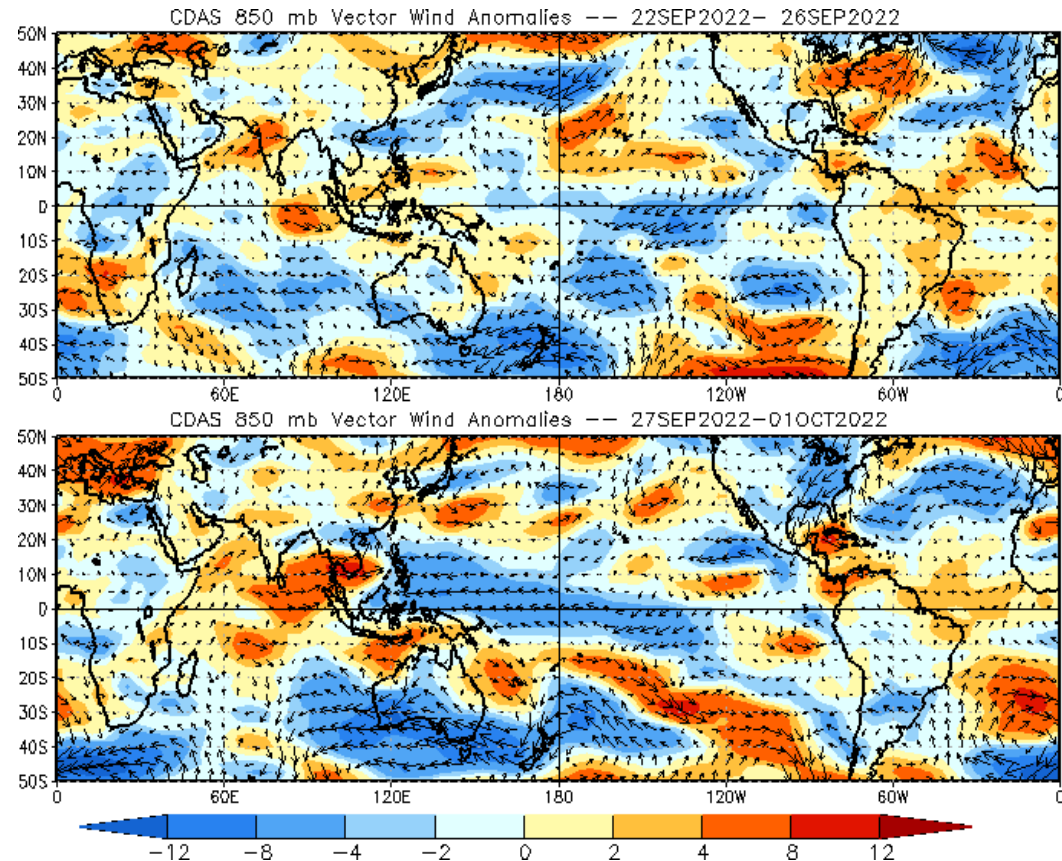 CDAS 850 mb Vector Wind Anomalies -- 22SEP2022- 26SEP2022
50N
40N
30N
20N
10N
0
10S
20S
30S
40S
50S
0 60E 120E 180 120W 60W 0
CDAS 850 mb Vector Wind Anomalies -- 27SEP2022-01OCT2022
50N
40N
30N
20N
10N
0
10S
20S
30S
40S
50S
0 60E 120E 180 120W 60W 0
-12 -8 -4 -2 0 2 4 8 12